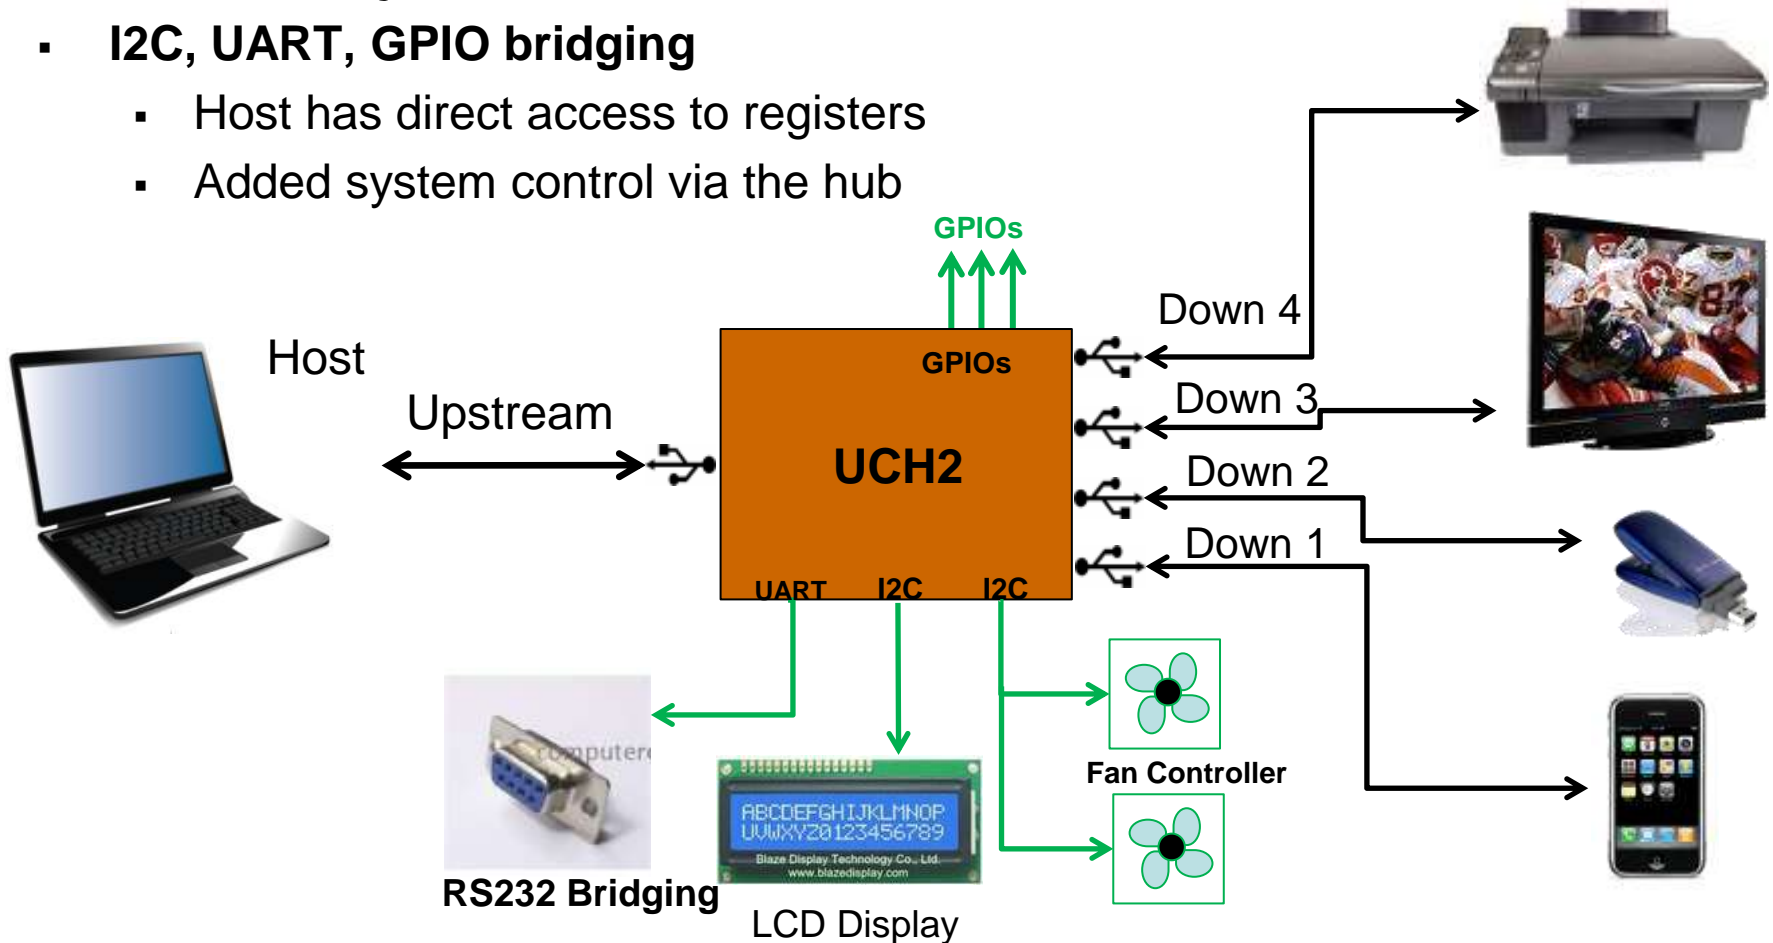 I2C, UART, GPIO bridging
Host has direct access to registers
Added system control via the hub
GPIOs
Down 4
Host
GPIOs
Upstream
Down 3
UCH2
Down 2
Down 1
UART I2C I2C
computer
Fan Controller
ABCDEFGHIJKLMNOP
UVWXYZ0123456789
Blaze Display Technology Co., Ltd.
www.blazedisplay.com
RS232 Bridging
LCD Display